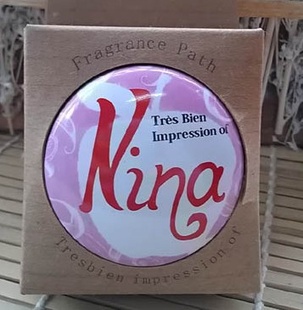 Fragrance Path
Très Bien
Impression of
Nina
Tresbien impression of